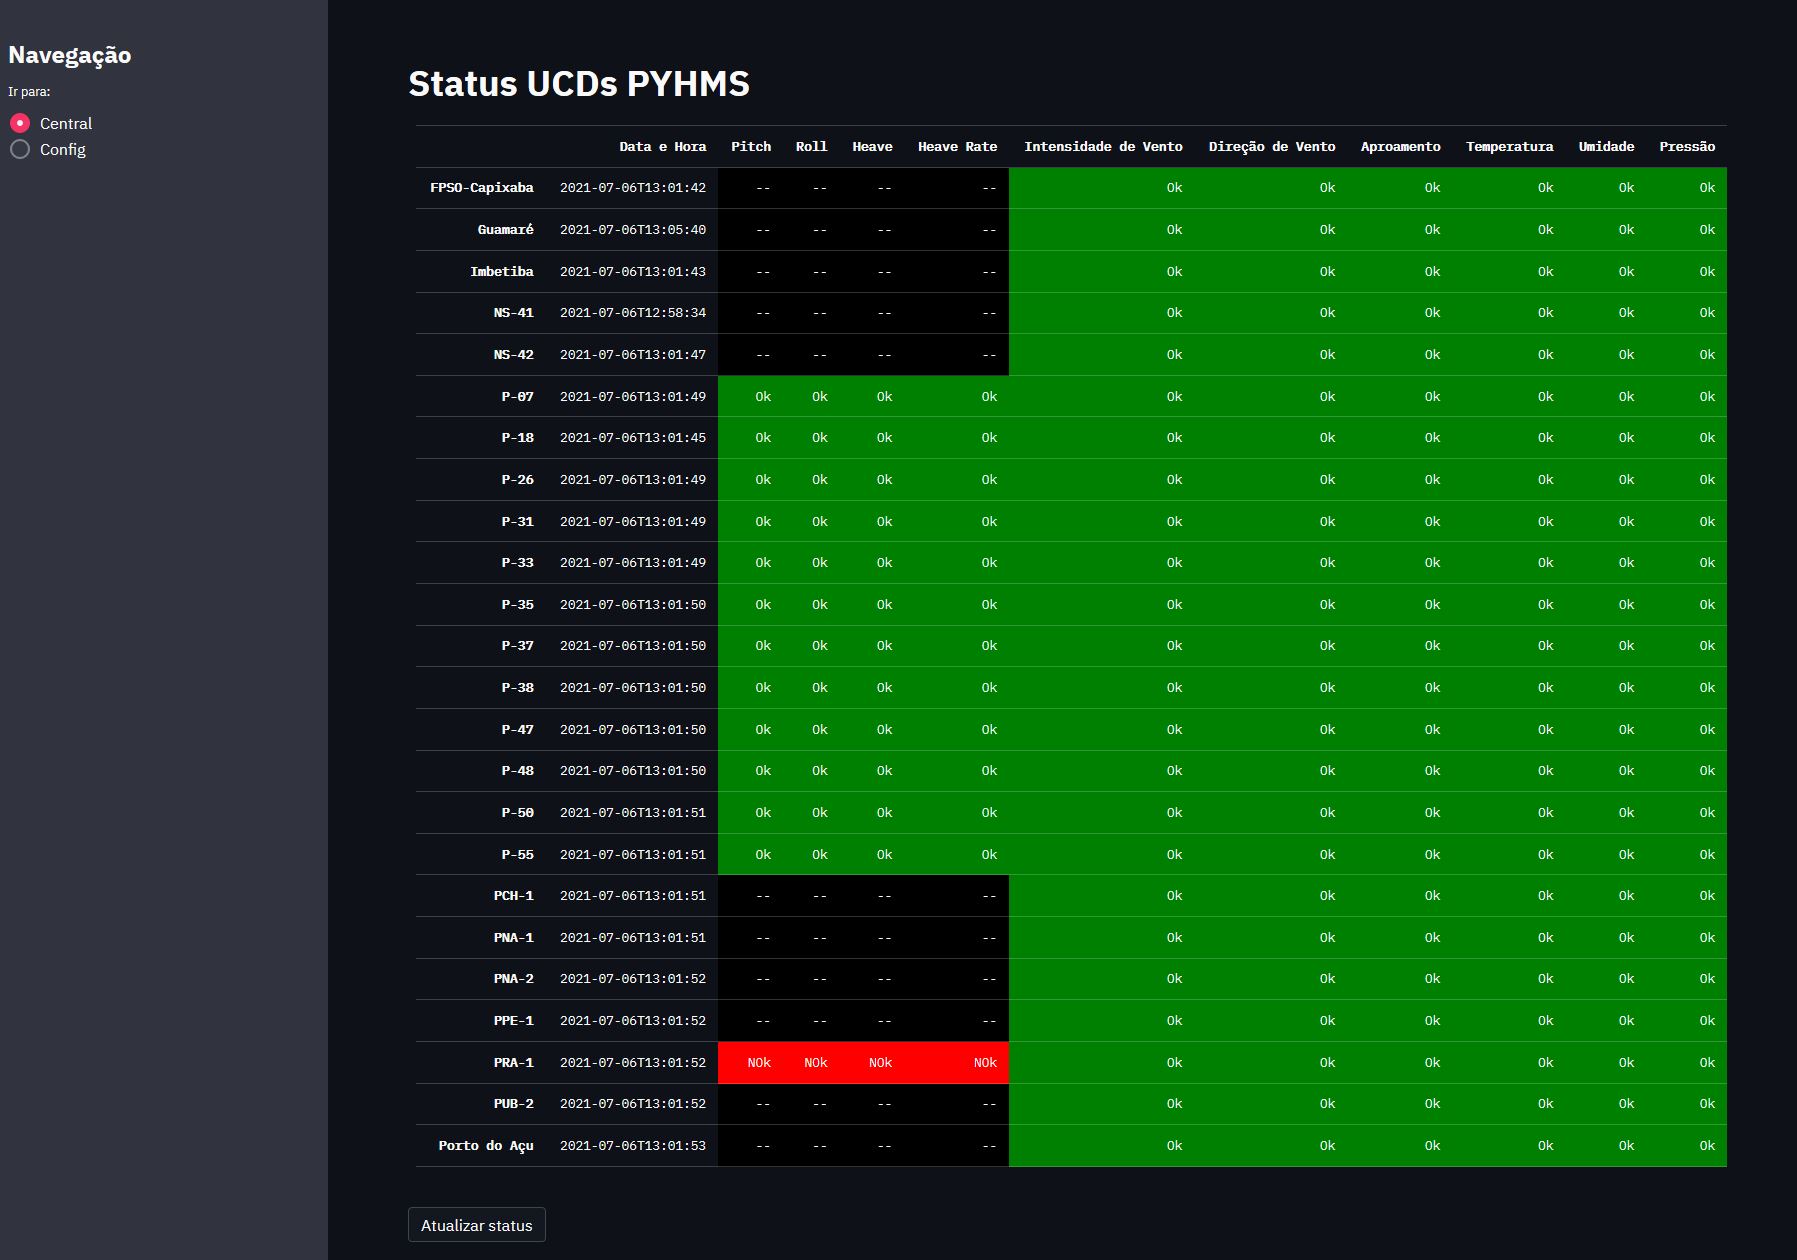 Navegação
Ir para:
Central
Config
Status UCDs PYHMS
Data e Hora Pitch Roll Heave Heave Rate Intensidade de Vento Direção de Vento Aproamento Temperatura Umidade Pressão
FPSO-Capixaba 2021-07-06T13:01:42 -- -- -- -- Ok Ok Ok Ok Ok Ok
Guamaré 2021-07-06T13:05:40 -- -- -- -- Ok Ok Ok Ok Ok Ok
Imbetiba 2021-07-06T13:01:43 -- -- -- -- Ok Ok Ok Ok Ok Ok
NS-41 2021-07-06T12:58:34 -- -- -- -- Ok Ok Ok Ok Ok Ok
NS-42 2021-07-06T13:01:47 -- -- -- -- Ok Ok Ok Ok Ok Ok
P-07 2021-07-06T13:01:49 Ok Ok Ok Ok Ok Ok Ok Ok Ok Ok
P-18 2021-07-06T13:01:45 Ok Ok Ok Ok Ok Ok Ok Ok Ok Ok
P-26 2021-07-06T13:01:49 Ok Ok Ok Ok Ok Ok Ok Ok Ok Ok
P-31 2021-07-06T13:01:49 Ok Ok Ok Ok Ok Ok Ok Ok Ok Ok
P-33 2021-07-06T13:01:49 Ok Ok Ok Ok Ok Ok Ok Ok Ok Ok
P-35 2021-07-06T13:01:50 Ok Ok Ok Ok Ok Ok Ok Ok Ok Ok
P-37 2021-07-06T13:01:50 Ok Ok Ok Ok Ok Ok Ok Ok Ok Ok
P-38 2021-07-06T13:01:50 Ok Ok Ok Ok Ok Ok Ok Ok Ok Ok
P-47 2021-07-06T13:01:50 Ok Ok Ok Ok Ok Ok Ok Ok Ok Ok
P-48 2021-07-06T13:01:50 Ok Ok Ok Ok Ok Ok Ok Ok Ok Ok
P-50 2021-07-06T13:01:51 Ok Ok Ok Ok Ok Ok Ok Ok Ok Ok
P-55 2021-07-06T13:01:51 Ok Ok Ok Ok Ok Ok Ok Ok Ok Ok
PCH-1 2021-07-06T13:01:51 -- -- -- -- Ok Ok Ok Ok Ok Ok
PNA-1 2021-07-06T13:01:51 -- -- -- -- Ok Ok Ok Ok Ok Ok
PNA-2 2021-07-06T13:01:52 -- -- -- -- Ok Ok Ok Ok Ok Ok
PPE-1 2021-07-06T13:01:52 -- -- -- -- Ok Ok Ok Ok Ok Ok
PRA-1 2021-07-06T13:01:52 NOk NOk NOk NOk Ok Ok Ok Ok Ok Ok
PUB-2 2021-07-06T13:01:52 -- -- -- -- Ok Ok Ok Ok Ok Ok
Porto do Açu 2021-07-06T13:01:53 -- -- -- -- Ok Ok Ok Ok Ok Ok
Atualizar status